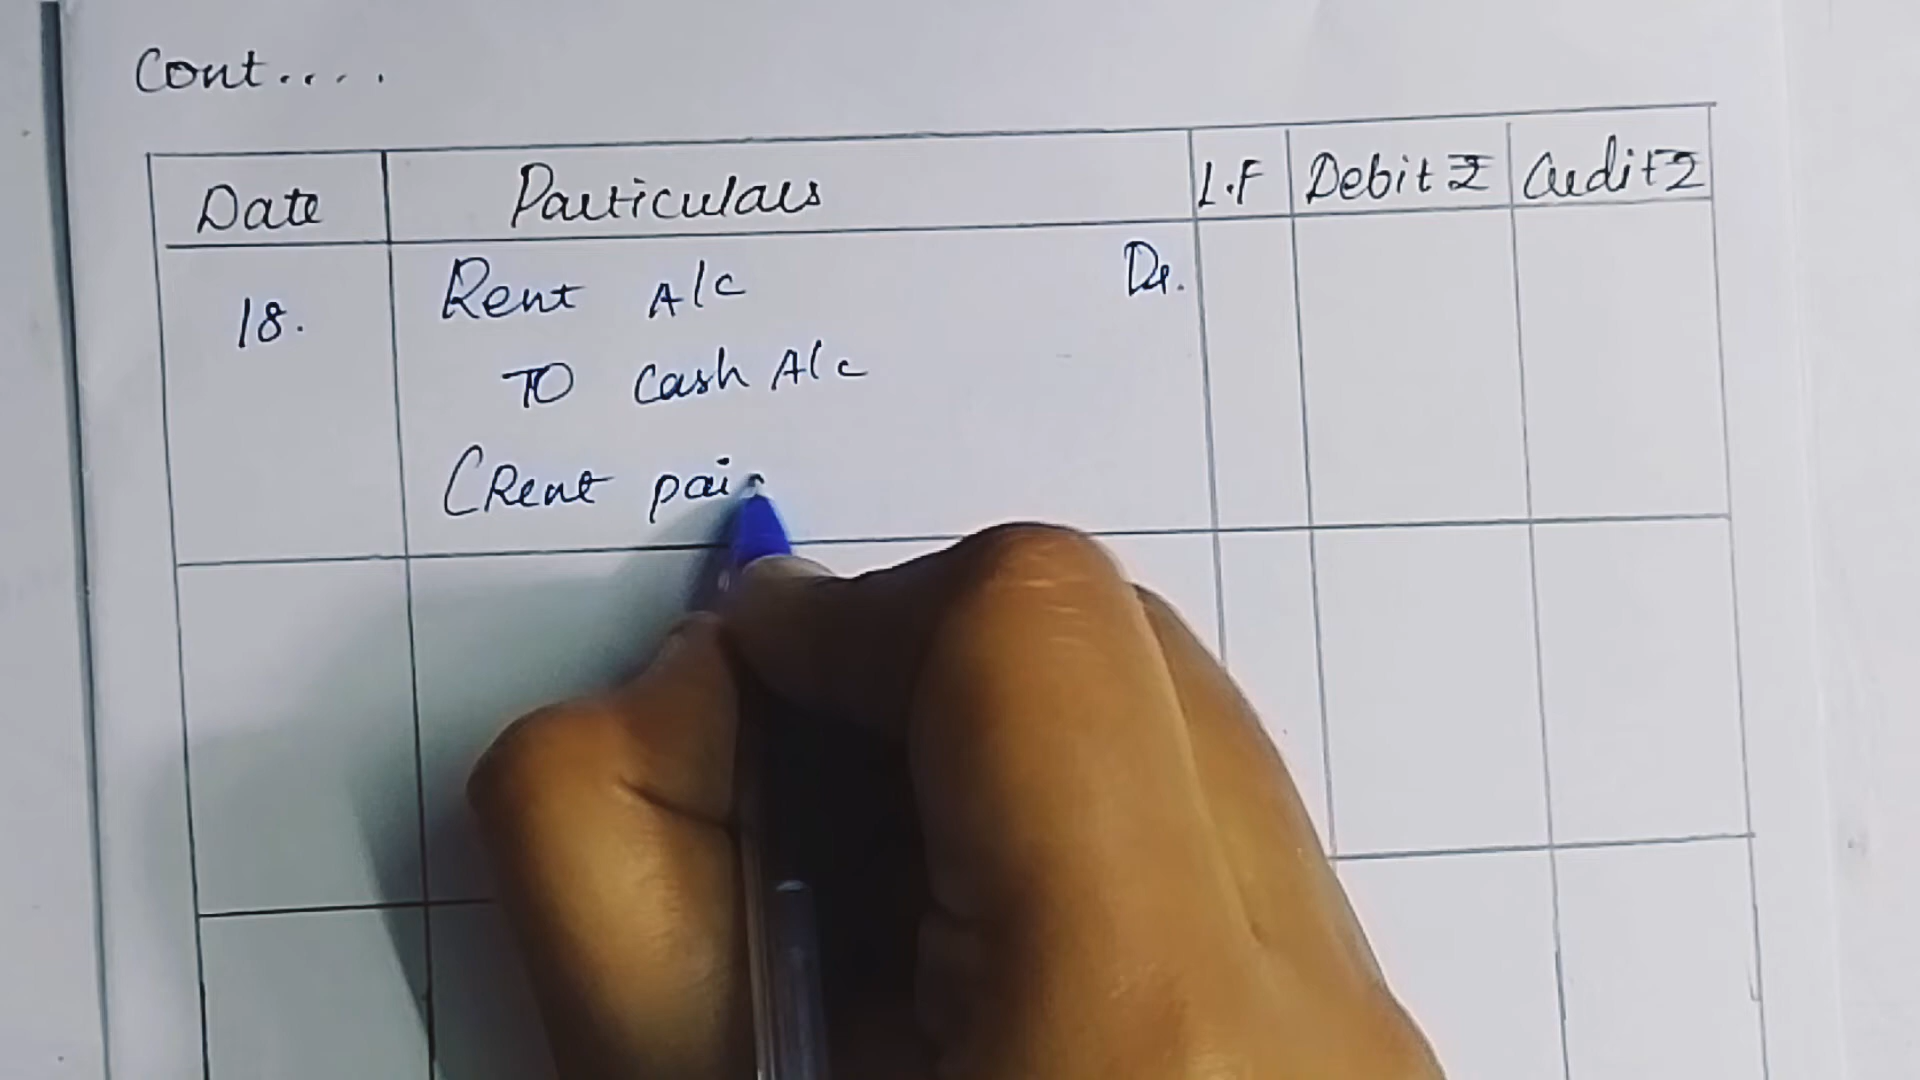 Cont....
Date Particulars L.F Debit ₹ Credit ₹
18. Rent A/c Dr.
TO Cash A/c
(Rent pai